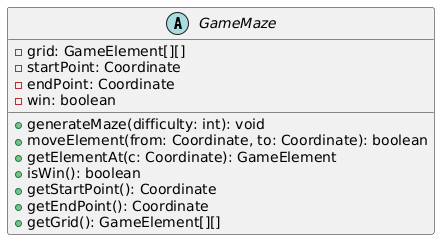 A GameMaze
grid: GameElement[][]
startPoint: Coordinate
endPoint: Coordinate
win: boolean
generateMaze(difficulty: int): void
moveElement(from: Coordinate, to: Coordinate): boolean
getElementAt(c: Coordinate): GameElement
isWin(): boolean
getStartPoint(): Coordinate
getEndPoint(): Coordinate
getGrid(): GameElement[][]